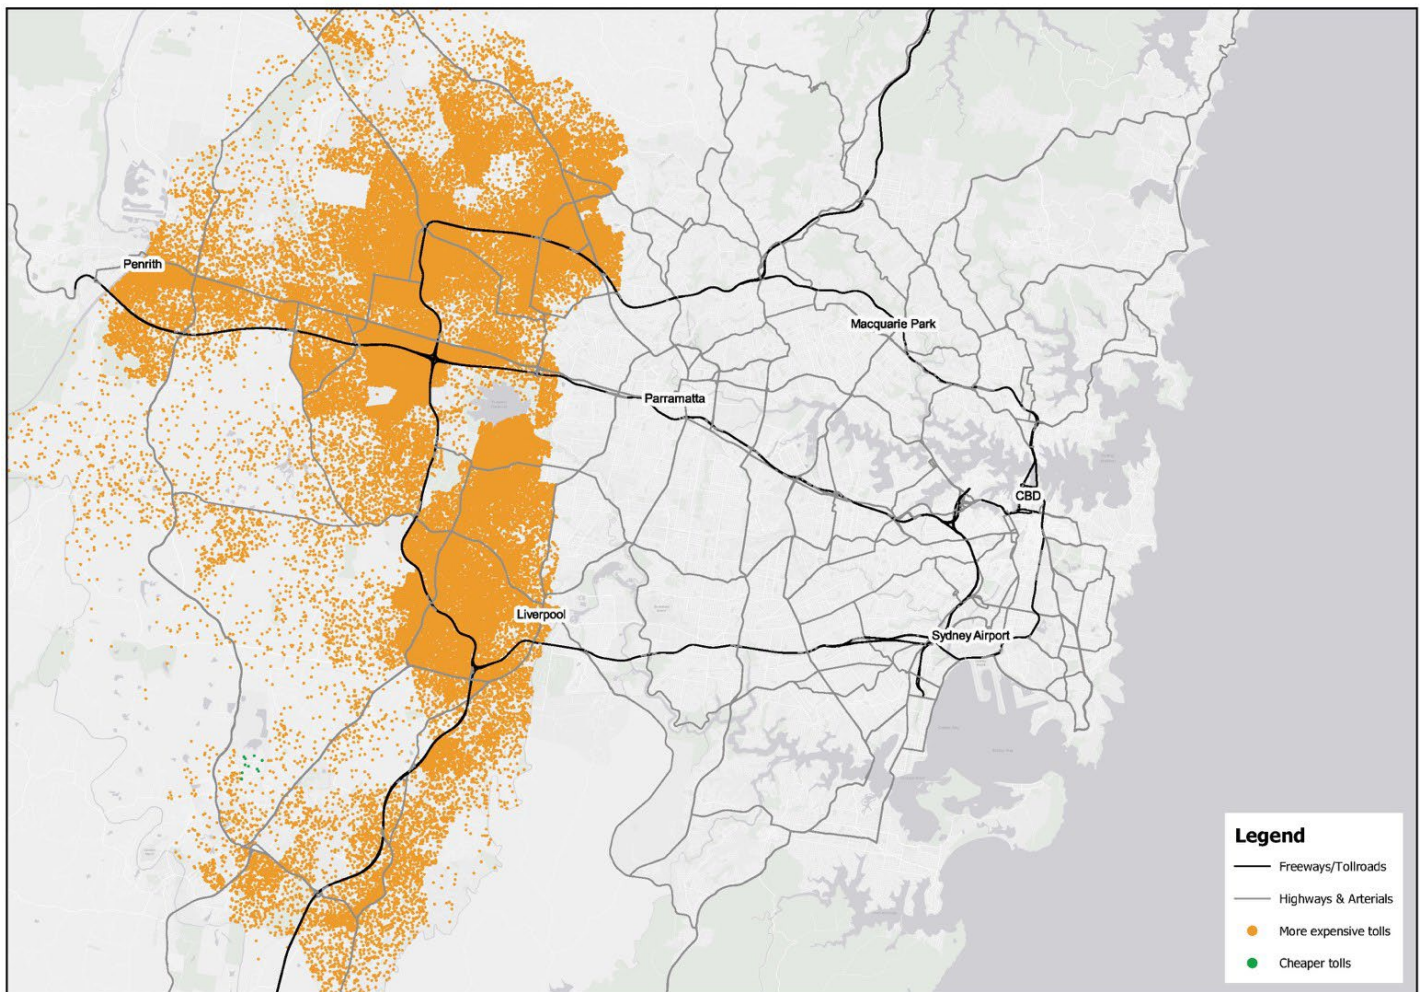 Penrith
Macquarie Park
Parramatta
CBD
Liverpool
Sydney Airport
Legend
Freeways/Tollroads
Highways & Arterials
More expensive tolls
Cheaper tolls